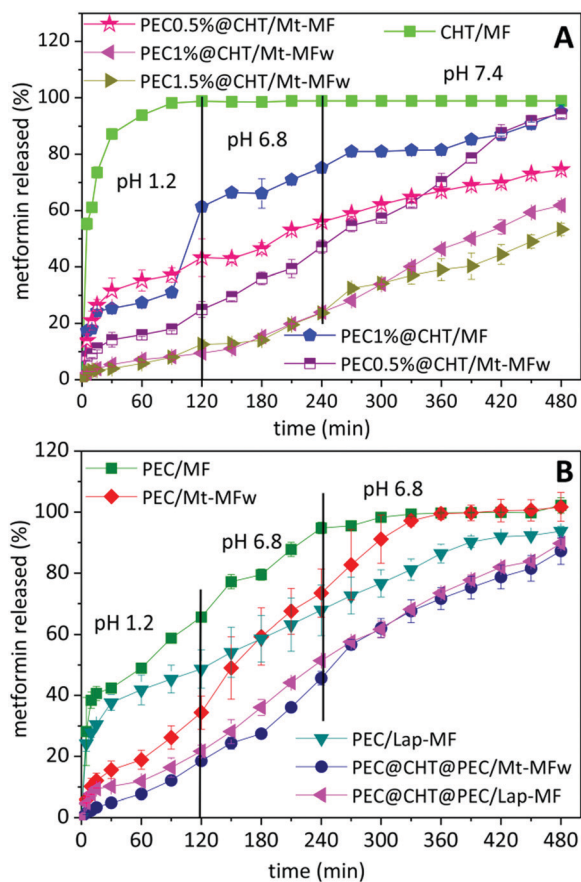 PEC0.5%@CHT/Mt-MF
PEC1%@CHT/Mt-MFw
PEC1.5%@CHT/Mt-MFw
CHT/MF
A
pH 7.4
pH 6.8
pH 1.2
PEC1%@CHT/MF
PEC0.5%@CHT/Mt-MFw
metformin released (%)
0
20
40
60
80
100
120
0 60 120 180 240 300 360 420 480
time (min)
PEC/MF
PEC/Mt-MFw
B
pH 6.8
pH 6.8
pH 1.2
PEC/Lap-MF
PEC@CHT@PEC/Mt-MFw
PEC@CHT@PEC/Lap-MF
metformin released (%)
0
20
40
60
80
100
120
0 60 120 180 240 300 360 420 480
time (min)